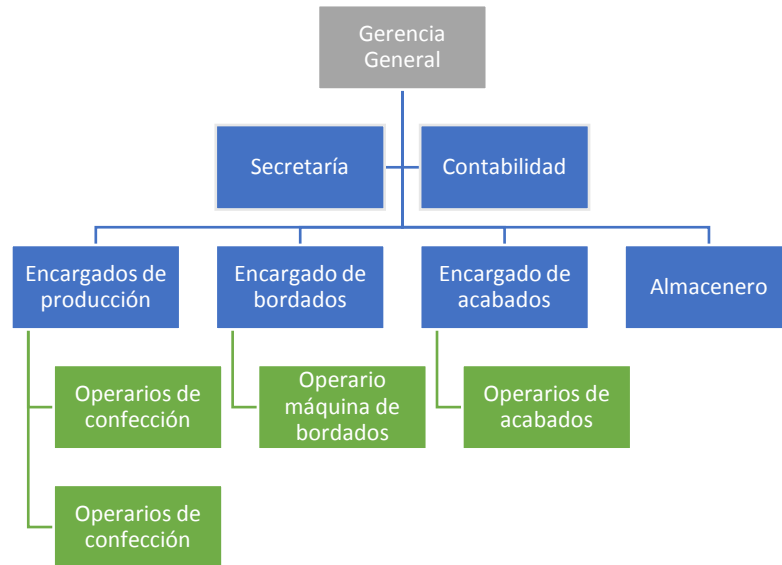 Gerencia
General
Secretaría
Contabilidad
Encargados de
producción
Encargado de
bordados
Encargado de
acabados
Almacenero
Operarios de
confección
Operario
máquina de
bordados
Operarios de
acabados
Operarios de
confección